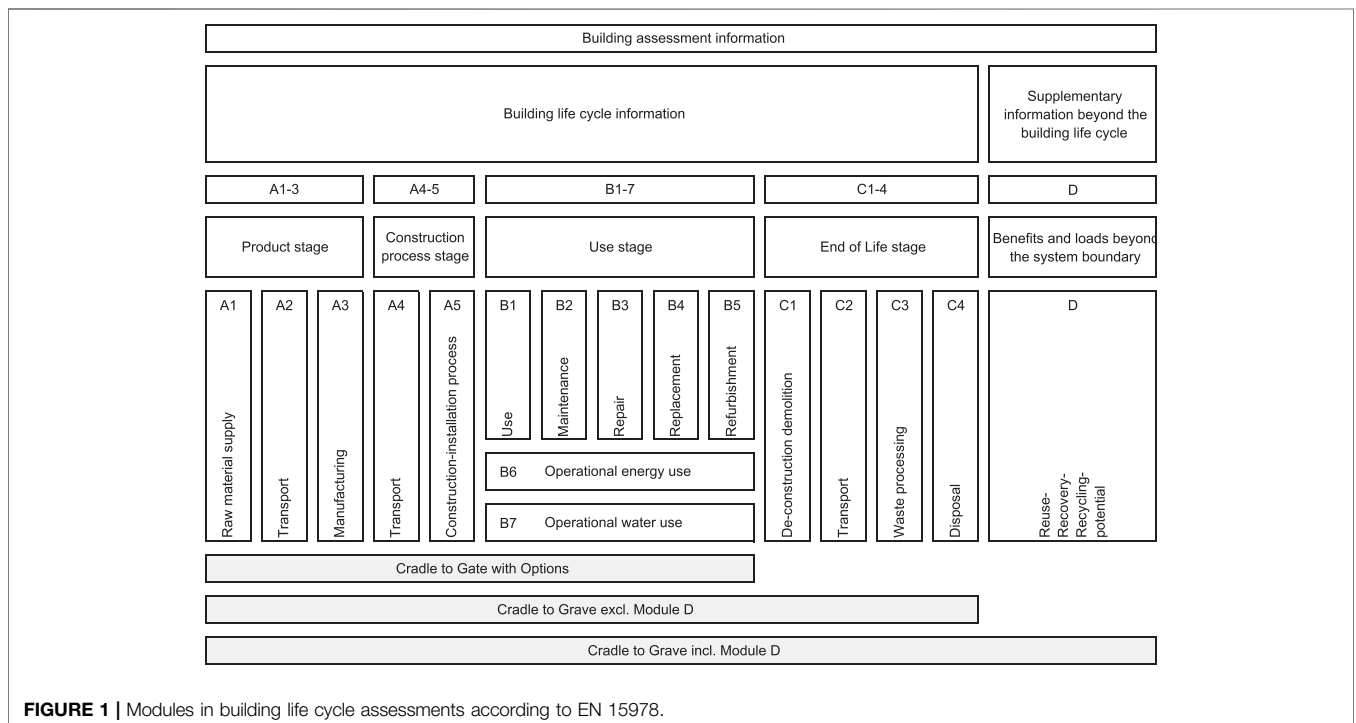 Building assessment information
Building life cycle information
Supplementary
information beyond the
building life cycle
A1-3
A4-5
B1-7
C1-4
D
Product stage
Construction
process stage
Use stage
End of Life stage
Benefits and loads beyond
the system boundary
A1
A2
A3
A4
A5
B1
B2
B3
B4
B5
C1
C2
C3
C4
D
Raw material supply
Transport
Manufacturing
Transport
Construction-installation process
Use
Maintenance
Repair
Replacement
Refurbishment
De-construction demolition
Transport
Waste processing
Disposal
Reuse-
Recovery-
Recycling-
potential
B6 Operational energy use
B7 Operational water use
Cradle to Gate with Options
Cradle to Grave excl. Module D
Cradle to Grave incl. Module D
FIGURE 1 | Modules in building life cycle assessments according to EN 15978.